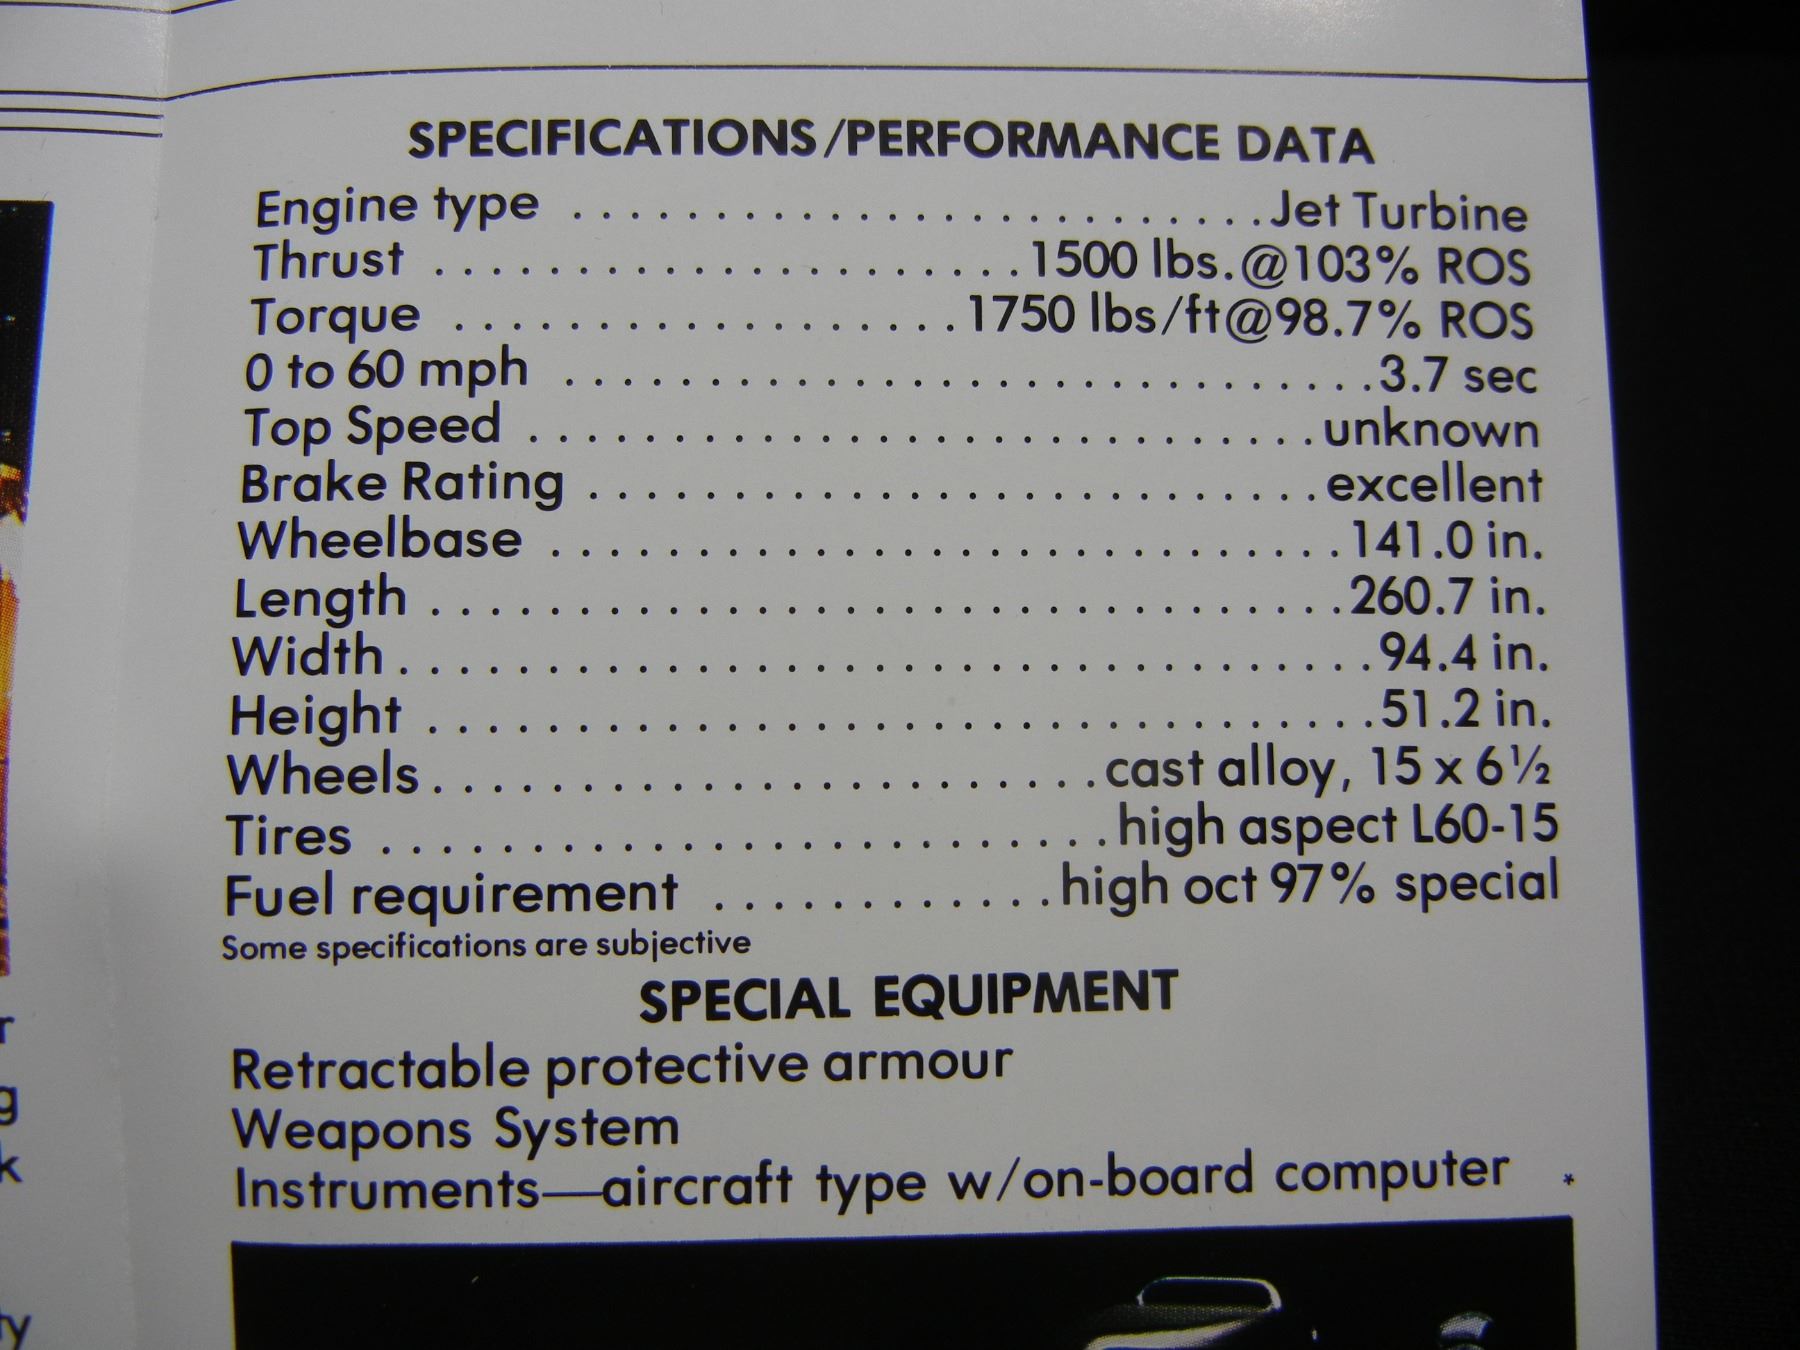 SPECIFICATIONS/PERFORMANCE DATA
Engine type ..........................Jet Turbine
Thrust .....................1500 lbs.@103% ROS
Torque ..................1750 lbs/ft@98.7% ROS
0 to 60 mph .............................3.7 sec
Top Speed ............................unknown
Brake Rating ..........................excellent
Wheelbase ............................141.0 in.
Length ................................260.7 in.
Width..................................94.4 in.
Height .................................51.2 in.
Wheels.......................cast alloy, 15 x 6½
Tires ..........................high aspect L60-15
Fuel requirement ............high oct 97% special
Some specifications are subjective
SPECIAL EQUIPMENT
Retractable protective armour
Weapons System
Instruments—aircraft type w/on-board computer *